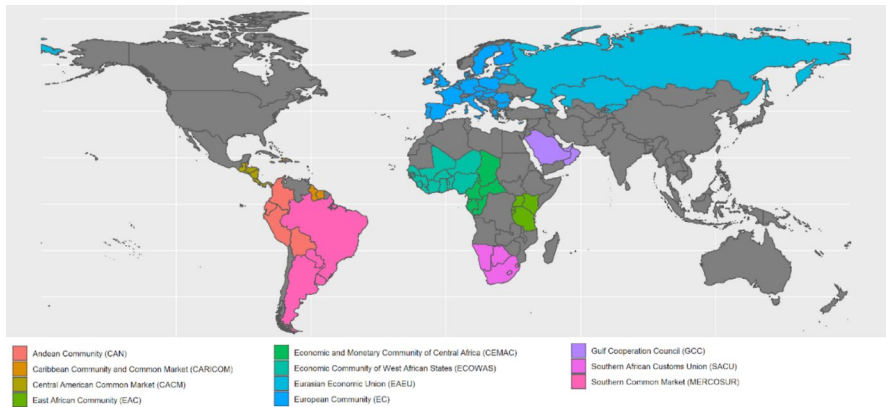 Andean Community (CAN)
Caribbean Community and Common Market (CARICOM)
Central American Common Market (CACM)
East African Community (EAC)
Economic and Monetary Community of Central Africa (CEMAC)
Economic Community of West African States (ECOWAS)
Eurasian Economic Union (EAEU)
European Community (EC)
Gulf Cooperation Council (GCC)
Southern African Customs Union (SACU)
Southern Common Market (MERCOSUR)